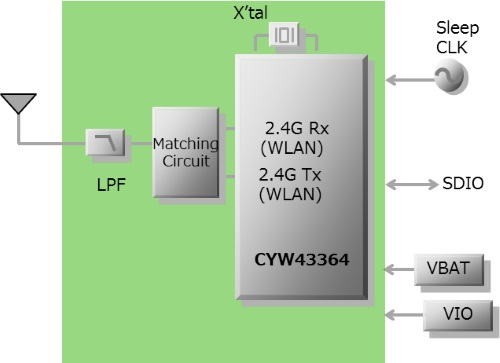 X'tal
Sleep
CLK
2.4G Rx
(WLAN)
Matching
Circuit
2.4G Tx
(WLAN)
LPF
SDIO
CYW43364
VBAT
VIO